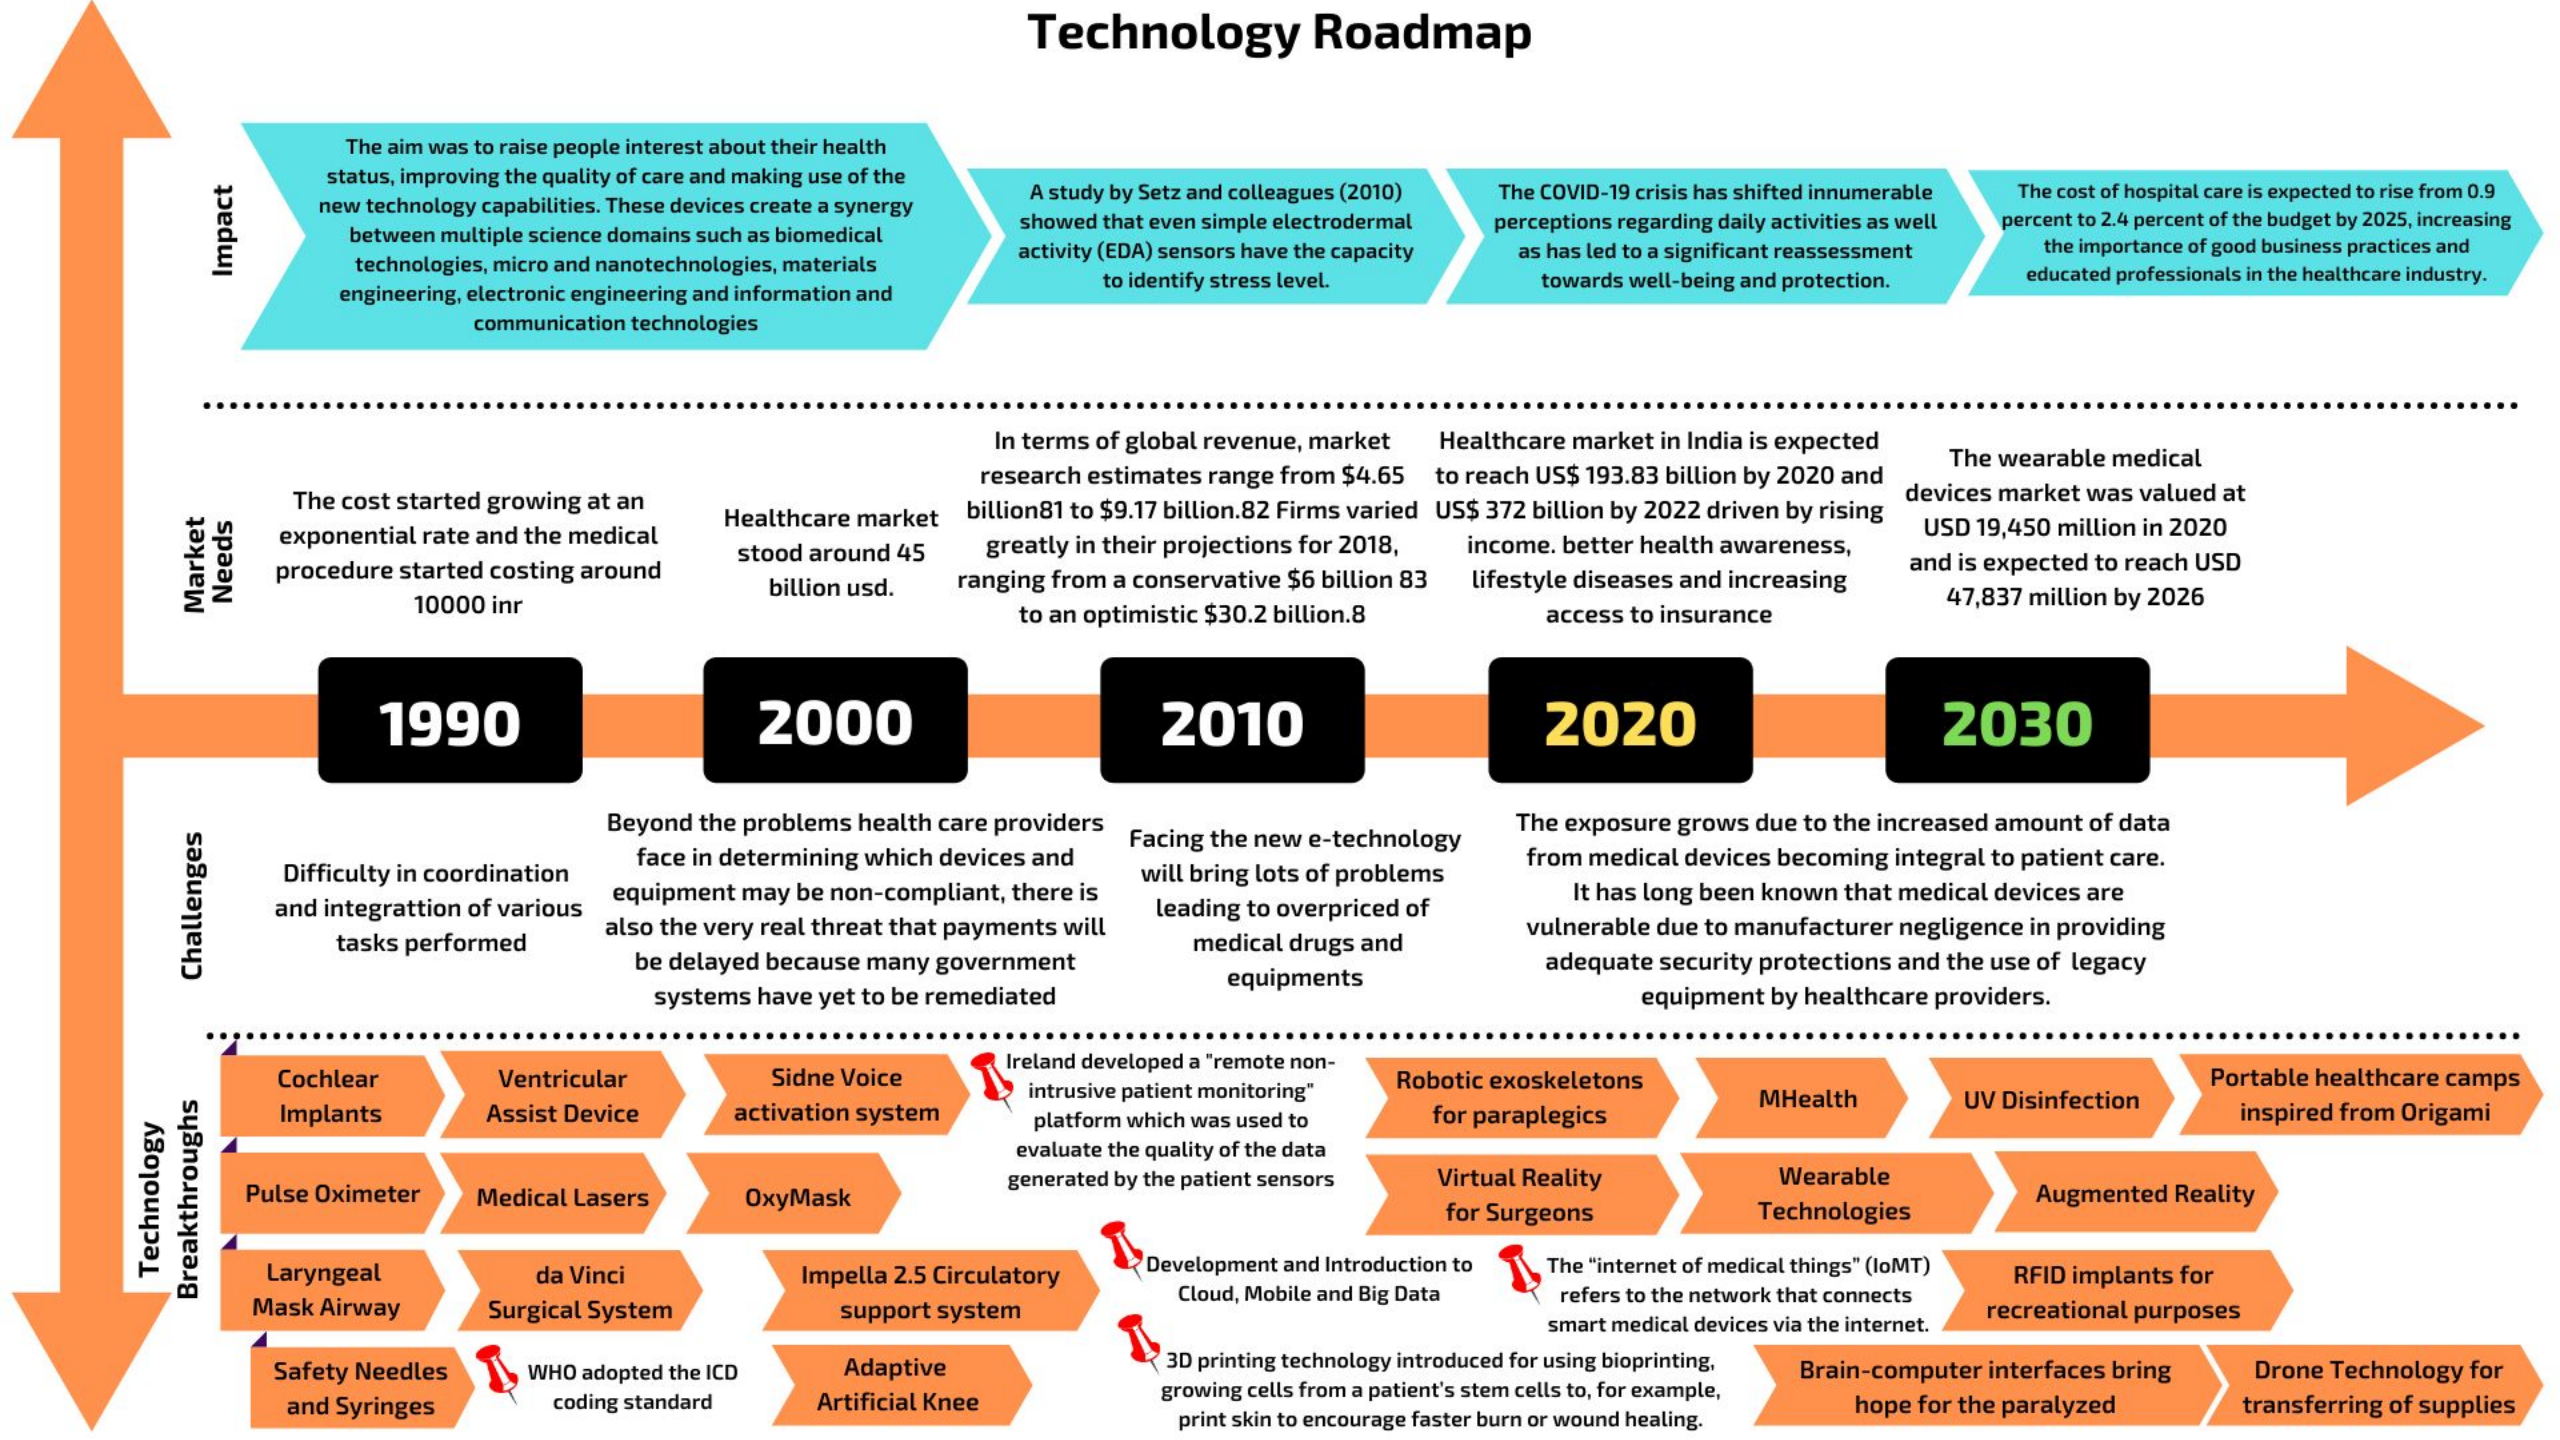 Technology Roadmap
Impact
The aim was to raise people interest about their health
status, improving the quality of care and making use of the
new technology capabilities. These devices create a synergy
between multiple science domains such as biomedical
technologies, micro and nanotechnologies, materials
engineering, electronic engineering and information and
communication technologies
A study by Setz and colleagues (2010)
showed that even simple electrodermal
activity (EDA) sensors have the capacity
to identify stress level.
The COVID-19 crisis has shifted innumerable
perceptions regarding daily activities as well
as has led to a significant reassessment
towards well-being and protection.
The cost of hospital care is expected to rise from 0.9
percent to 2.4 percent of the budget by 2025, increasing
the importance of good business practices and
educated professionals in the healthcare industry.
Market
Needs
The cost started growing at an
exponential rate and the medical
procedure started costing around
10000 inr
Healthcare market
stood around 45
billion usd.
In terms of global revenue, market
research estimates range from $4.65
billion81 to $9.17 billion.82 Firms varied
greatly in their projections for 2018,
ranging from a conservative $6 billion 83
to an optimistic $30.2 billion.8
Healthcare market in India is expected
to reach US$ 193.83 billion by 2020 and
US$ 372 billion by 2022 driven by rising
income. better health awareness,
lifestyle diseases and increasing
access to insurance
The wearable medical
devices market was valued at
USD 19,450 million in 2020
and is expected to reach USD
47,837 million by 2026
1990
2000
2010
2020
2030
Challenges
Difficulty in coordination
and integrattion of various
tasks performed
Beyond the problems health care providers
face in determining which devices and
equipment may be non-compliant, there is
also the very real threat that payments will
be delayed because many government
systems have yet to be remediated
Facing the new e-technology
will bring lots of problems
leading to overpriced of
medical drugs and
equipments
The exposure grows due to the increased amount of data
from medical devices becoming integral to patient care.
It has long been known that medical devices are
vulnerable due to manufacturer negligence in providing
adequate security protections and the use of legacy
equipment by healthcare providers.
Technology
Breakthroughs
Cochlear
Implants
Ventricular
Assist Device
Sidne Voice
activation system
Ireland developed a "remote non-
intrusive patient monitoring"
platform which was used to
evaluate the quality of the data
generated by the patient sensors
Robotic exoskeletons
for paraplegics
MHealth
UV Disinfection
Portable healthcare camps
inspired from Origami
Pulse Oximeter
Medical Lasers
OxyMask
Virtual Reality
for Surgeons
Wearable
Technologies
Augmented Reality
Laryngeal
Mask Airway
da Vinci
Surgical System
Impella 2.5 Circulatory
support system
Development and Introduction to
Cloud, Mobile and Big Data
The “internet of medical things” (IoMT)
refers to the network that connects
smart medical devices via the internet.
RFID implants for
recreational purposes
Safety Needles
and Syringes
WHO adopted the ICD
coding standard
Adaptive
Artificial Knee
3D printing technology introduced for using bioprinting,
growing cells from a patient's stem cells to, for example,
print skin to encourage faster burn or wound healing.
Brain-computer interfaces bring
hope for the paralyzed
Drone Technology for
transferring of supplies